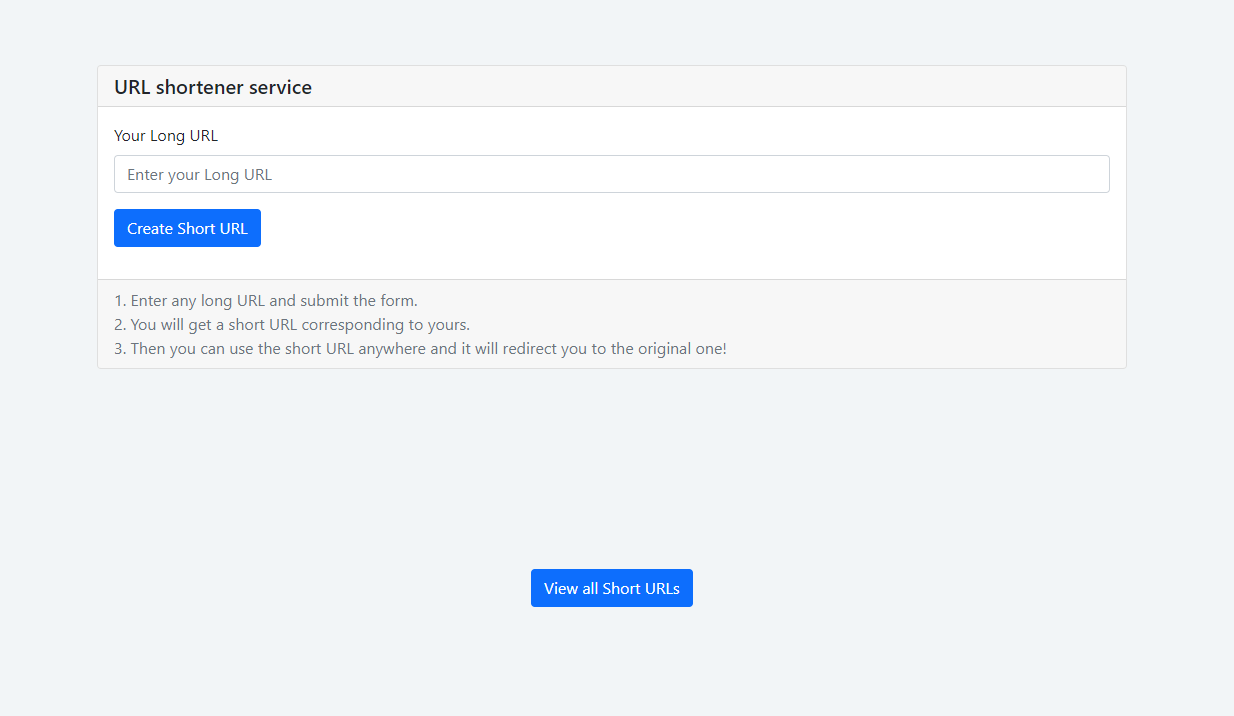 URL shortener service
Your Long URL
Enter your Long URL
Create Short URL
1. Enter any long URL and submit the form.
2. You will get a short URL corresponding to yours.
3. Then you can use the short URL anywhere and it will redirect you to the original one!
View all Short URLs